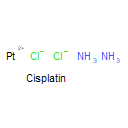 Pt²⁺ Cl⁻ Cl⁻ NH₃ NH₃
Cisplatin